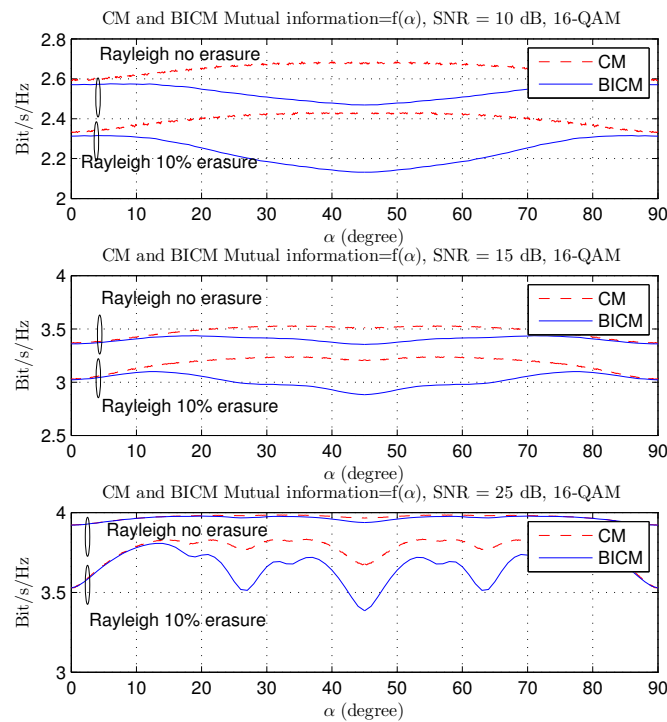 CM and BICM Mutual information=f(α), SNR = 10 dB, 16-QAM
2.8
2.6
2.4
2.2
2
Bit/s/Hz
Rayleigh no erasure
Rayleigh 10% erasure
CM
BICM
0 10 20 30 40 50 60 70 80 90
α (degree)
CM and BICM Mutual information=f(α), SNR = 15 dB, 16-QAM
4
3.5
3
2.5
Bit/s/Hz
Rayleigh no erasure
Rayleigh 10% erasure
CM
BICM
0 10 20 30 40 50 60 70 80 90
α (degree)
CM and BICM Mutual information=f(α), SNR = 25 dB, 16-QAM
4
3.5
3
Bit/s/Hz
Rayleigh no erasure
Rayleigh 10% erasure
CM
BICM
0 10 20 30 40 50 60 70 80 90
α (degree)